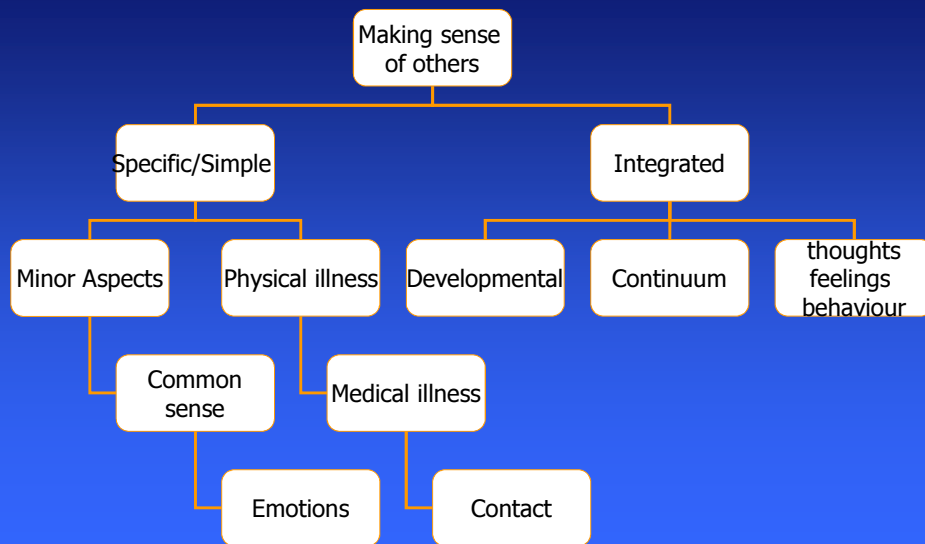 Making sense
of others
Specific/Simple
Integrated
Minor Aspects
Physical illness
Developmental
Continuum
thoughts
feelings
behaviour
Common
sense
Medical illness
Emotions
Contact